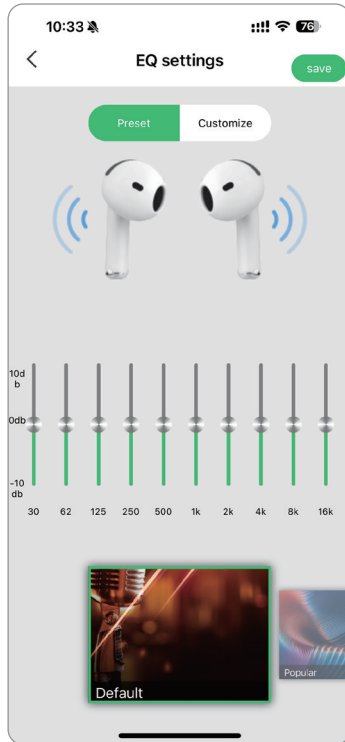 10:33 76
EQ settings
save
Preset Customize
10d
b
0db
-10
db
30 62 125 250 500 1k 2k 4k 8k 16k
Default
Popular